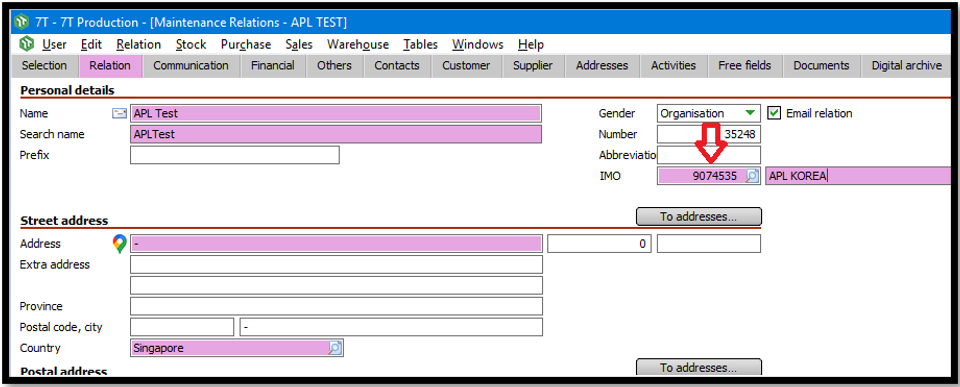 7T - 7T Production - [Maintenance Relations - APL TEST]
User Edit Relation Stock Purchase Sales Warehouse Tables Windows Help
Selection Relation Communication Financial Others Contacts Customer Supplier Addresses Activities Free fields Documents Digital archive
Personal details
Name APL Test Gender Organisation Email relation
Search name APLTest Number 35248
Prefix Abbreviatio
IMO 9074535 APL KOREA
To addresses...
Street address
Address - 0
Extra address
Province
Postal code, city -
Country Singapore
To addresses...
Postal address